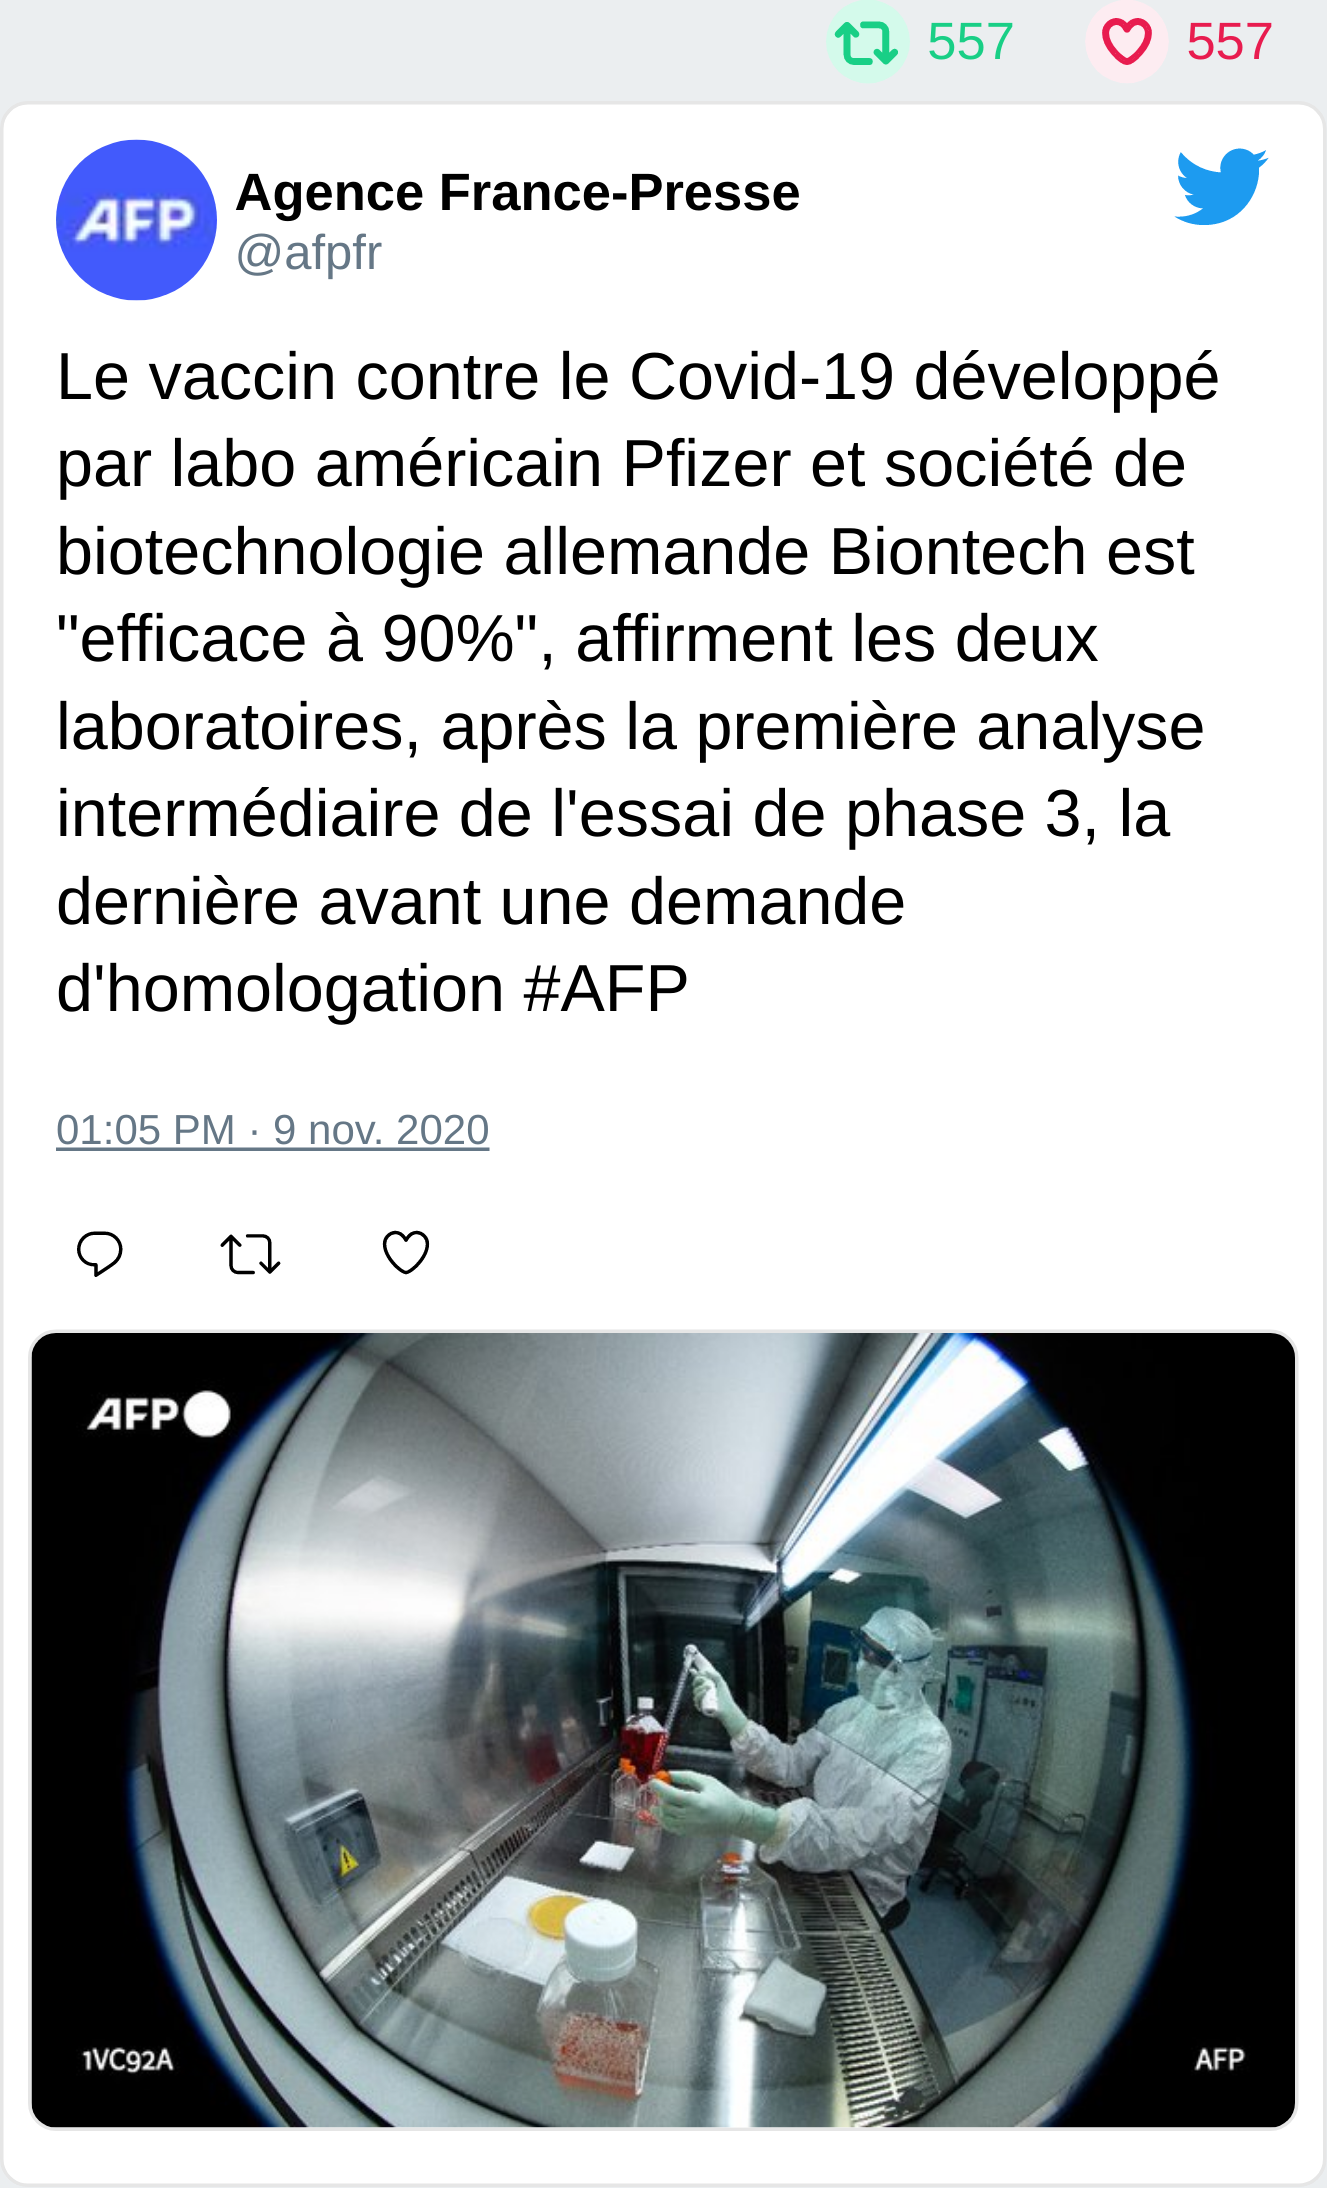 557 557
AFP
Agence France-Presse
@afpfr
Le vaccin contre le Covid-19 développé
par labo américain Pfizer et société de
biotechnologie allemande Biontech est
"efficace à 90%", affirment les deux
laboratoires, après la première analyse
intermédiaire de l'essai de phase 3, la
dernière avant une demande
d'homologation #AFP
01:05 PM · 9 nov. 2020
AFP
1VC92A
AFP